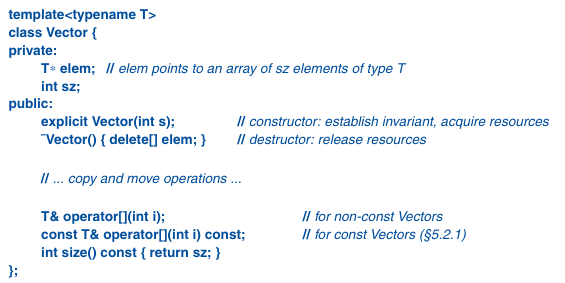 template<typename T>
class Vector {
private:
T* elem; // elem points to an array of sz elements of type T
int sz;
public:
explicit Vector(int s); // constructor: establish invariant, acquire resources
~Vector() { delete[] elem; } // destructor: release resources
// ... copy and move operations ...
T& operator[](int i); // for non-const Vectors
const T& operator[](int i) const; // for const Vectors (§5.2.1)
int size() const { return sz; }
};